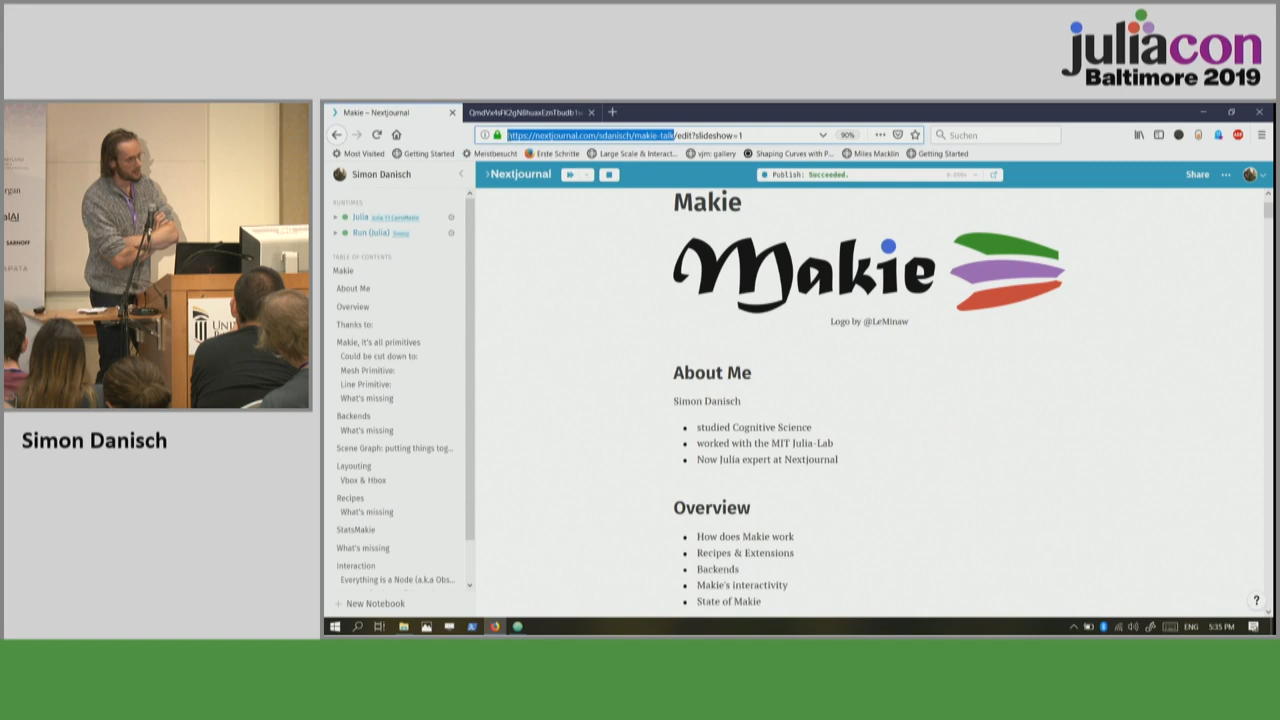 juliacon
Baltimore 2019
Makie – Nextjournal
https://nextjournal.com/sdanisch/makie-talk/edit?slideshow=1
90%
Suchen
Most Visited
Getting Started
Meistbesucht
Erste Schritte
Large Scale & Interact...
vjm: gallery
Shaping Curves with P...
Miles Macklin
Getting Started
Simon Danisch
Nextjournal
Publish: Succeeded.
Share
RUNTIMES
Julia
Run (Julia)
TABLE OF CONTENTS
Makie
About Me
Overview
Thanks to:
Makie, it's all primitives
Could be cut down to:
Mesh Primitive:
Line Primitive:
What's missing
Backends
What's missing
Scene Graph: putting things tog...
Layouting
Vbox & Hbox
Recipes
What's missing
StatsMakie
What's missing
Interaction
Everything is a Node (a.k.a Obs...
New Notebook
Makie
Makie
Logo by @LeMinaw
About Me
Simon Danisch
studied Cognitive Science
worked with the MIT Julia-Lab
Now Julia expert at Nextjournal
Overview
How does Makie work
Recipes & Extensions
Backends
Makie's interactivity
State of Makie
?
ENG
5:35 PM
SARNOFF
Simon Danisch